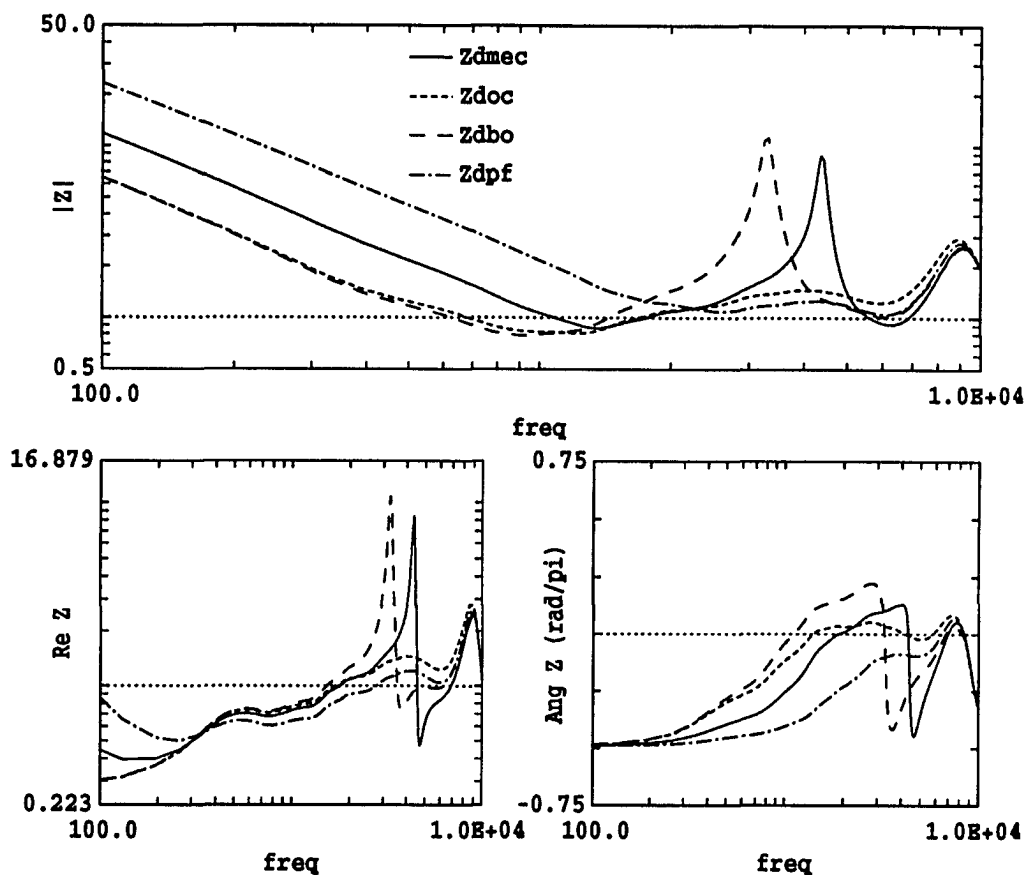 50.0
Zdmec
Zdoc
Zdbo
Zdpf
|Z|
0.5
100.0
1.0E+04
freq
16.879
Re Z
0.223
100.0
1.0E+04
freq
0.75
Ang Z (rad/pi)
-0.75
100.0
1.0E+04
freq